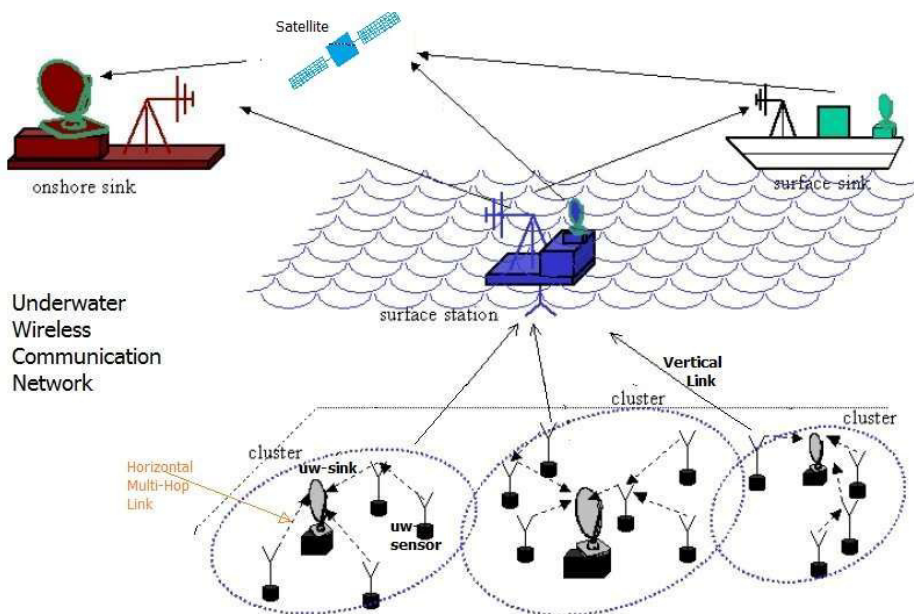 Satellite
onshore sink
surface sink
surface station
Underwater
Wireless
Communication
Network
Vertical
Link
cluster
cluster
cluster
uw-sink
Horizontal
Multi-Hop
Link
uw-
sensor